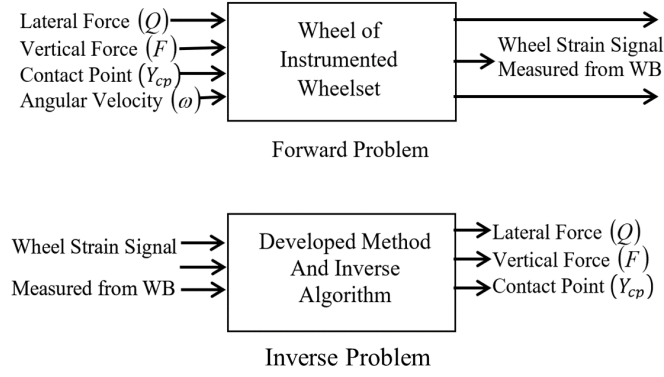 Lateral Force (Q)
Vertical Force (F)
Contact Point (Y_cp)
Angular Velocity (ω)
Wheel of
Instrumented
Wheelset
Wheel Strain Signal
Measured from WB
Forward Problem
Wheel Strain Signal
Measured from WB
Developed Method
And Inverse
Algorithm
Lateral Force (Q)
Vertical Force (F)
Contact Point (Y_cp)
Inverse Problem